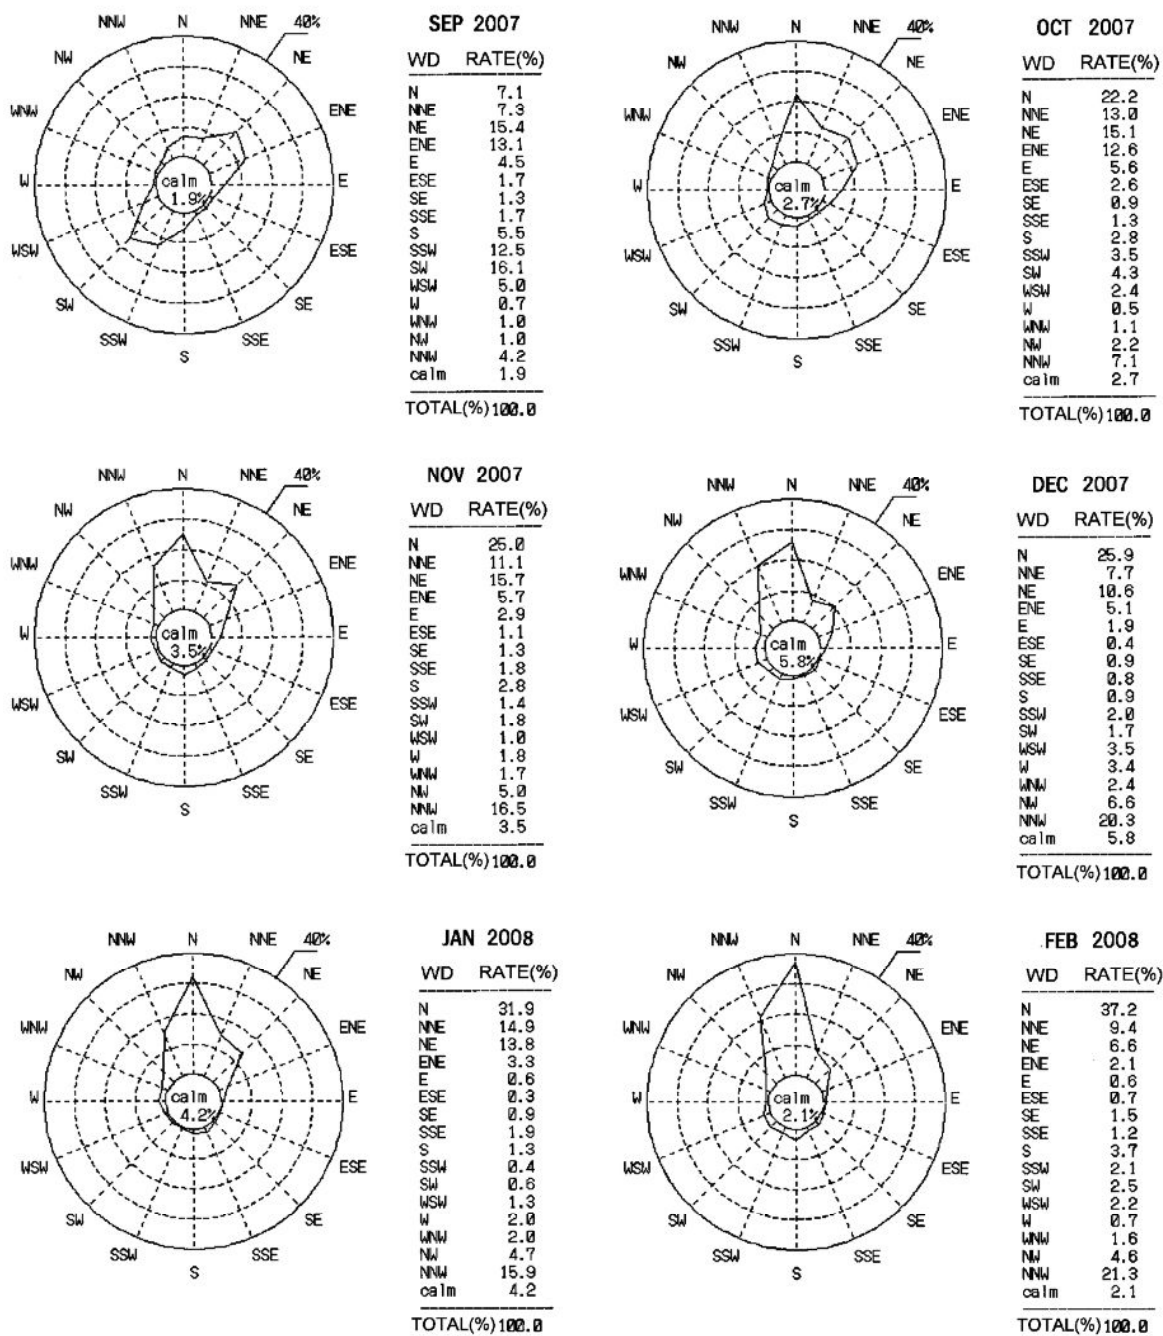 SEP 2007
N
NNE
40%
NE
ENE
E
ESE
SE
SSE
S
SSW
SW
WSW
W
WNW
NW
NNW
calm
1.9%
WD RATE(%)
N 7.1
NNE 7.3
NE 15.4
ENE 13.1
E 4.5
ESE 1.7
SE 1.3
SSE 1.7
S 5.5
SSW 12.5
SW 16.1
WSW 5.0
W 0.7
WNW 1.0
NW 1.0
NNW 4.2
calm 1.9
TOTAL(%) 100.0
OCT 2007
N
NNE
40%
NE
ENE
E
ESE
SE
SSE
S
SSW
SW
WSW
W
WNW
NW
NNW
calm
2.7%
WD RATE(%)
N 22.2
NNE 13.0
NE 15.1
ENE 12.6
E 5.6
ESE 2.6
SE 0.9
SSE 1.3
S 2.8
SSW 3.5
SW 4.3
WSW 2.4
W 0.5
WNW 1.1
NW 2.2
NNW 7.1
calm 2.7
TOTAL(%) 100.0
NOV 2007
N
NNE
40%
NE
ENE
E
ESE
SE
SSE
S
SSW
SW
WSW
W
WNW
NW
NNW
calm
3.5%
WD RATE(%)
N 25.0
NNE 11.1
NE 15.7
ENE 5.7
E 2.9
ESE 1.1
SE 1.3
SSE 1.8
S 2.8
SSW 1.4
SW 1.8
WSW 1.0
W 1.8
WNW 1.7
NW 5.0
NNW 16.5
calm 3.5
TOTAL(%) 100.0
DEC 2007
N
NNE
40%
NE
ENE
E
ESE
SE
SSE
S
SSW
SW
WSW
W
WNW
NW
NNW
calm
5.8%
WD RATE(%)
N 25.9
NNE 7.7
NE 10.6
ENE 5.1
E 1.9
ESE 0.4
SE 0.9
SSE 0.8
S 0.9
SSW 2.0
SW 1.7
WSW 3.5
W 3.4
WNW 2.4
NW 6.6
NNW 20.3
calm 5.8
TOTAL(%) 100.0
JAN 2008
N
NNE
40%
NE
ENE
E
ESE
SE
SSE
S
SSW
SW
WSW
W
WNW
NW
NNW
calm
4.2%
WD RATE(%)
N 31.9
NNE 14.9
NE 13.8
ENE 3.3
E 0.6
ESE 0.3
SE 0.9
SSE 1.9
S 1.3
SSW 0.4
SW 0.6
WSW 1.3
W 2.0
WNW 2.0
NW 4.7
NNW 15.9
calm 4.2
TOTAL(%) 100.0
FEB 2008
N
NNE
40%
NE
ENE
E
ESE
SE
SSE
S
SSW
SW
WSW
W
WNW
NW
NNW
calm
2.1%
WD RATE(%)
N 37.2
NNE 9.4
NE 6.6
ENE 2.1
E 0.6
ESE 0.7
SE 1.5
SSE 1.2
S 3.7
SSW 2.1
SW 2.5
WSW 2.2
W 0.7
WNW 1.6
NW 4.6
NNW 21.3
calm 2.1
TOTAL(%) 100.0